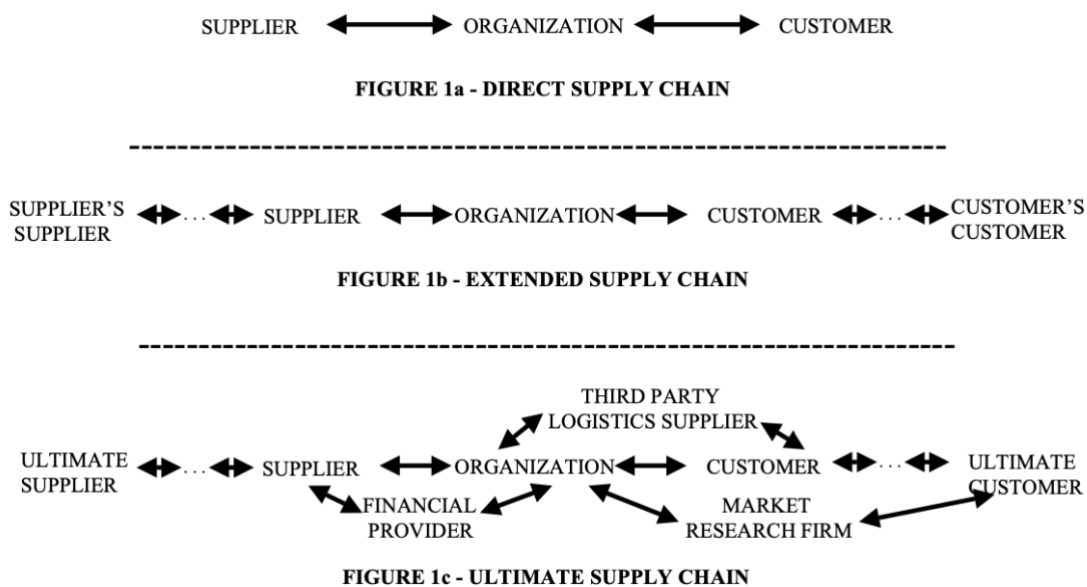 SUPPLIER ORGANIZATION CUSTOMER
FIGURE 1a - DIRECT SUPPLY CHAIN
SUPPLIER’S
SUPPLIER
... SUPPLIER ORGANIZATION CUSTOMER ...
CUSTOMER’S
CUSTOMER
FIGURE 1b - EXTENDED SUPPLY CHAIN
THIRD PARTY
LOGISTICS SUPPLIER
ULTIMATE
SUPPLIER
... SUPPLIER ORGANIZATION CUSTOMER ...
ULTIMATE
CUSTOMER
FINANCIAL
PROVIDER
MARKET
RESEARCH FIRM
FIGURE 1c - ULTIMATE SUPPLY CHAIN